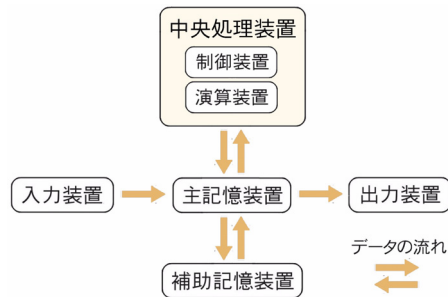 中央処理装置
制御装置
演算装置
入力装置
主記憶装置
出力装置
データの流れ
補助記憶装置